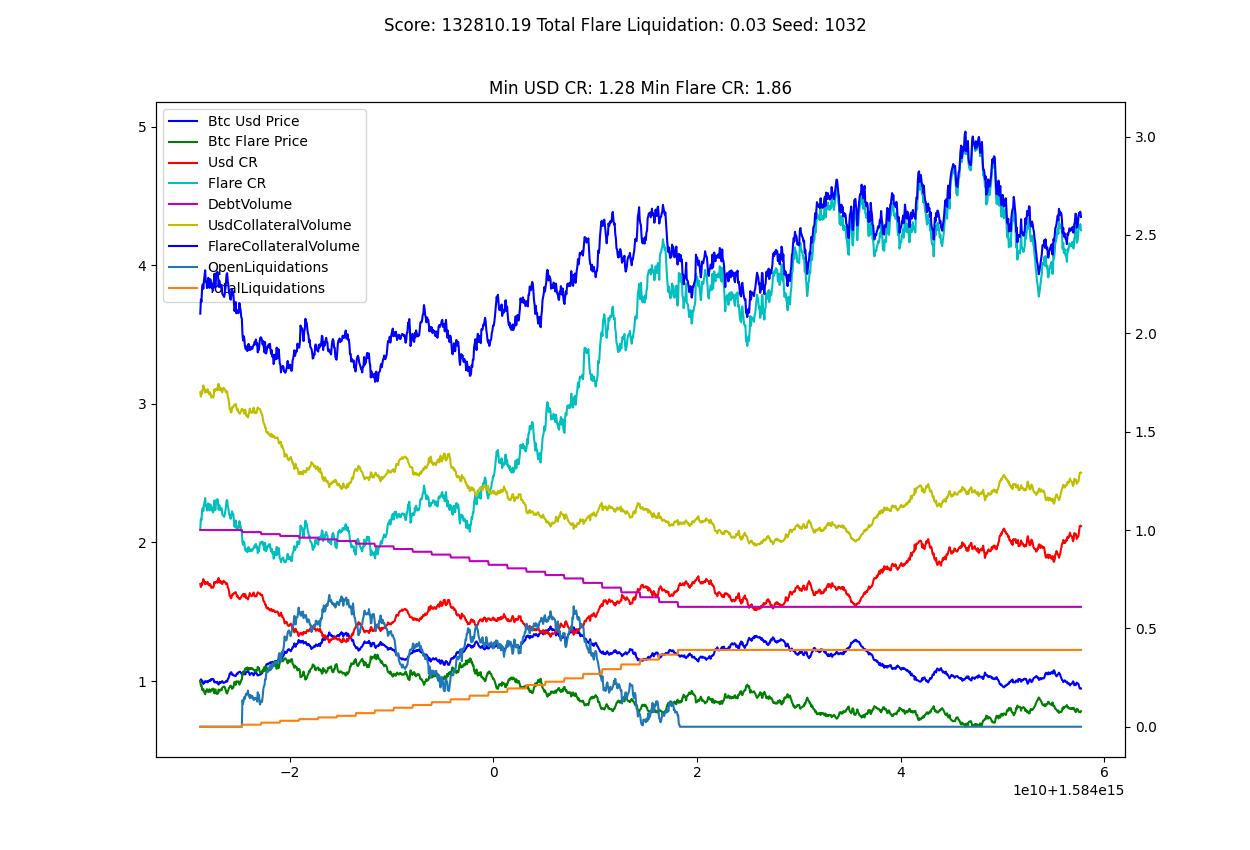 Score: 132810.19 Total Flare Liquidation: 0.03 Seed: 1032
Min USD CR: 1.28 Min Flare CR: 1.86
Btc Usd Price
Btc Flare Price
Usd CR
Flare CR
DebtVolume
UsdCollateralVolume
FlareCollateralVolume
OpenLiquidations
TotalLiquidations
5
4
3
2
1
3.0
2.5
2.0
1.5
1.0
0.5
0.0
−2 0 2 4 6
1e10+1.584e15